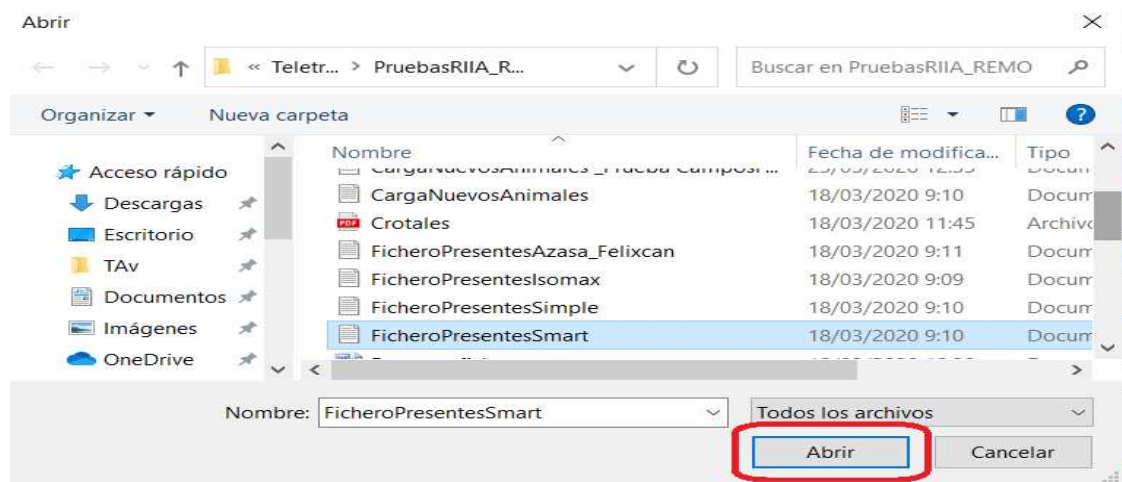 Abrir
« Teletr... > PruebasRIIA_R...
Buscar en PruebasRIIA_REMO
Organizar
Nueva carpeta
Nombre
Fecha de modifica...
Tipo
Acceso rápido
Descargas
Escritorio
TAv
Documentos
Imágenes
OneDrive
CargaNuevosAnimales 18/03/2020 9:10 Docum
PDF Crotales 18/03/2020 11:45 Archivo
FicheroPresentesAzasa_Felixcan 18/03/2020 9:11 Docum
FicheroPresentesIsomax 18/03/2020 9:09 Docum
FicheroPresentesSimple 18/03/2020 9:10 Docum
FicheroPresentesSmart 18/03/2020 9:10 Docum
Nombre: FicheroPresentesSmart
Todos los archivos
Abrir
Cancelar